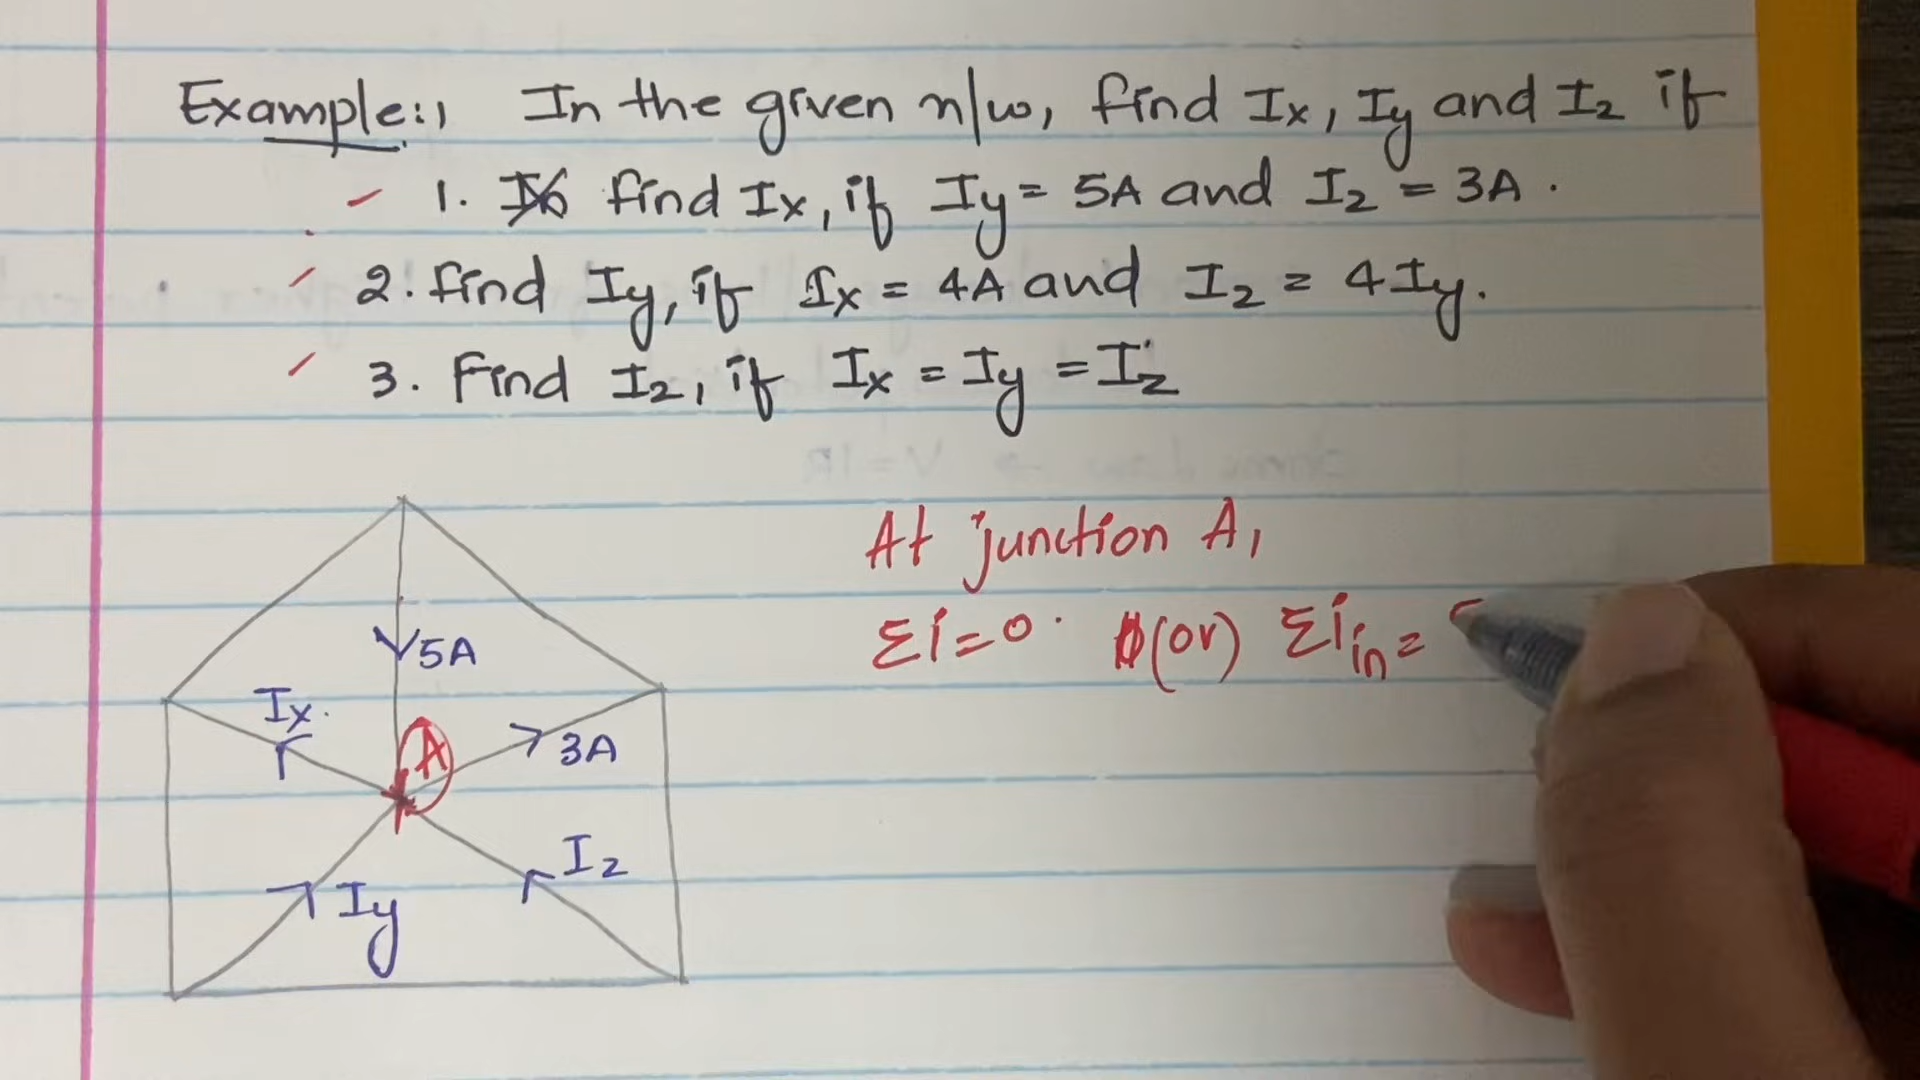 Example:1 In the given n/w, find Ix, Iy and Iz if
1. find Ix, if Iy = 5A and Iz = 3A.
2. find Iy, if Ix = 4A and Iz = 4Iy.
3. Find Iz, if Ix = Iy = Iz
At junction A,
Σi=0. (or) Σi in =
5A
Ix.
A
3A
Iz
Iy